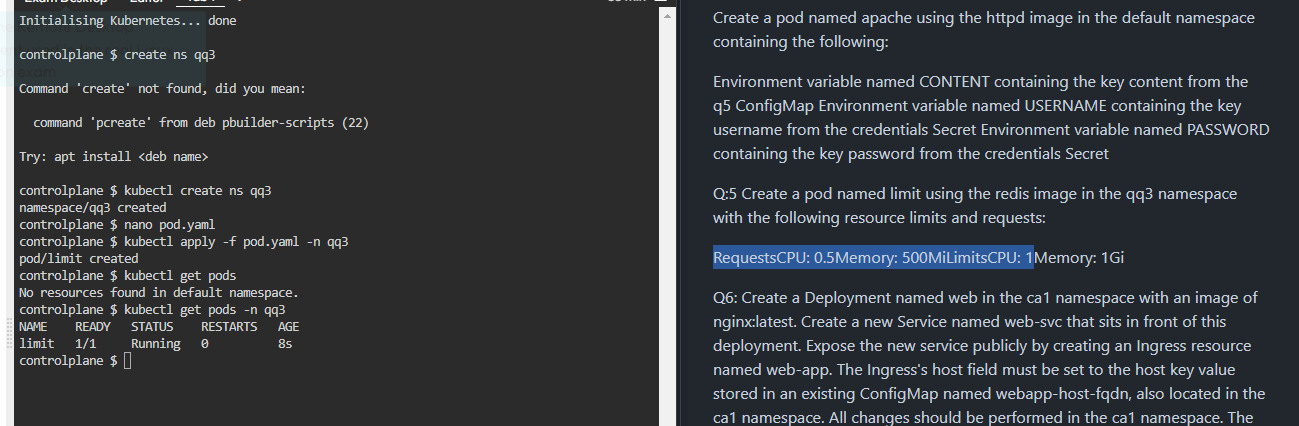 Initialising Kubernetes... done
controlplane $ create ns qq3
Command 'create' not found, did you mean:
command 'pcreate' from deb pbuilder-scripts (22)
Try: apt install <deb name>
controlplane $ kubectl create ns qq3
namespace/qq3 created
controlplane $ nano pod.yaml
controlplane $ kubectl apply -f pod.yaml -n qq3
pod/limit created
controlplane $ kubectl get pods
No resources found in default namespace.
controlplane $ kubectl get pods -n qq3
NAME READY STATUS RESTARTS AGE
limit 1/1 Running 0 8s
controlplane $
Create a pod named apache using the httpd image in the default namespace
containing the following:
Environment variable named CONTENT containing the key content from the
q5 ConfigMap Environment variable named USERNAME containing the key
username from the credentials Secret Environment variable named PASSWORD
containing the key password from the credentials Secret
Q:5 Create a pod named limit using the redis image in the qq3 namespace
with the following resource limits and requests:
RequestsCPU: 0.5Memory: 500MiLimitsCPU: 1Memory: 1Gi
Q6: Create a Deployment named web in the ca1 namespace with an image of
nginx:latest. Create a new Service named web-svc that sits in front of this
deployment. Expose the new service publicly by creating an Ingress resource
named web-app. The Ingress's host field must be set to the host key value
stored in an existing ConfigMap named webapp-host-fqdn, also located in the
ca1 namespace. All changes should be performed in the ca1 namespace. The